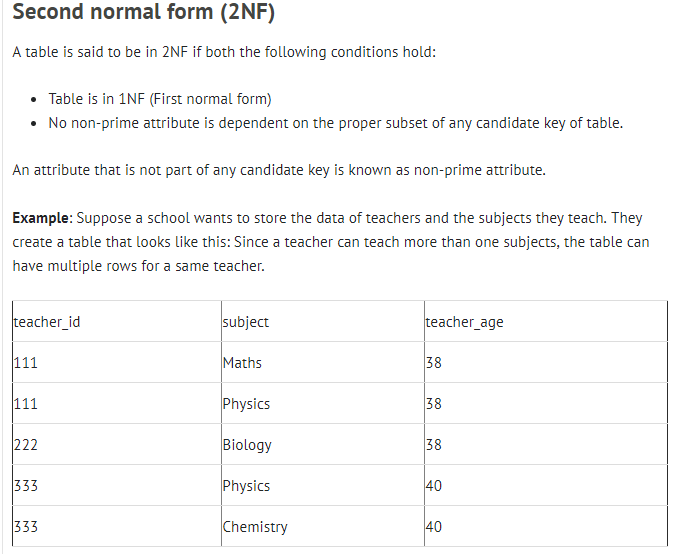 Second normal form (2NF)
A table is said to be in 2NF if both the following conditions hold:
• Table is in 1NF (First normal form)
• No non-prime attribute is dependent on the proper subset of any candidate key of table.
An attribute that is not part of any candidate key is known as non-prime attribute.
Example: Suppose a school wants to store the data of teachers and the subjects they teach. They
create a table that looks like this: Since a teacher can teach more than one subjects, the table can
have multiple rows for a same teacher.
teacher_id subject teacher_age
111 Maths 38
111 Physics 38
222 Biology 38
333 Physics 40
333 Chemistry 40